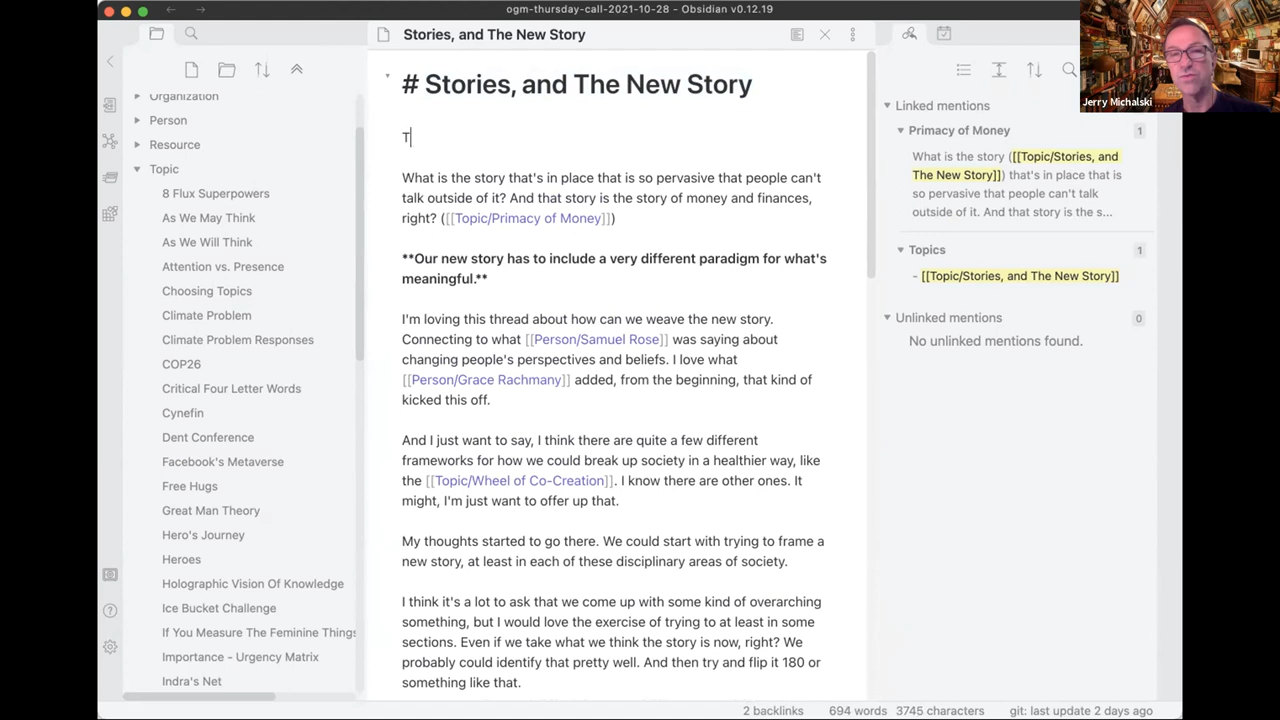 ogm-thursday-call-2021-10-28 - Obsidian v0.12.19
Organization
Person
Resource
Topic
8 Flux Superpowers
As We May Think
As We Will Think
Attention vs. Presence
Choosing Topics
Climate Problem
Climate Problem Responses
COP26
Critical Four Letter Words
Cynefin
Dent Conference
Facebook's Metaverse
Free Hugs
Great Man Theory
Hero's Journey
Heroes
Holographic Vision Of Knowledge
Ice Bucket Challenge
If You Measure The Feminine Things
Importance - Urgency Matrix
Indra's Net
Stories, and The New Story
# Stories, and The New Story
T
What is the story that's in place that is so pervasive that people can't
talk outside of it? And that story is the story of money and finances,
right? ([[Topic/Primacy of Money]])
**Our new story has to include a very different paradigm for what's
meaningful.**
I'm loving this thread about how can we weave the new story.
Connecting to what [[Person/Samuel Rose]] was saying about
changing people's perspectives and beliefs. I love what
[[Person/Grace Rachmany]] added, from the beginning, that kind of
kicked this off.
And I just want to say, I think there are quite a few different
frameworks for how we could break up society in a healthier way, like
the [[Topic/Wheel of Co-Creation]]. I know there are other ones. It
might, I'm just want to offer up that.
My thoughts started to go there. We could start with trying to frame a
new story, at least in each of these disciplinary areas of society.
I think it's a lot to ask that we come up with some kind of overarching
something, but I would love the exercise of trying to at least in some
sections. Even if we take what we think the story is now, right? We
probably could identify that pretty well. And then try and flip it 180 or
something like that.
Linked mentions
Primacy of Money 1
What is the story ([[Topic/Stories, and
The New Story]]) that's in place that is
so pervasive that people can't talk
outside of it. And that story is the s...
Topics 1
- [[Topic/Stories, and The New Story]]
Unlinked mentions 0
No unlinked mentions found.
Jerry Michalski
2 backlinks 694 words 3745 characters git: last update 2 days ago